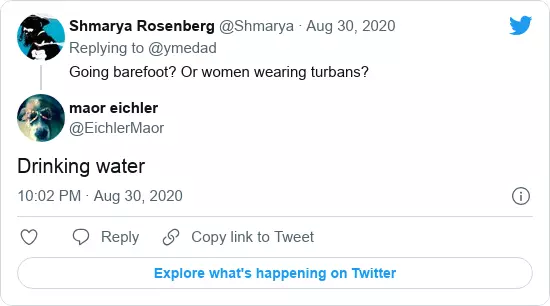 Shmarya Rosenberg @Shmarya · Aug 30, 2020
Replying to @ymedad
Going barefoot? Or women wearing turbans?
maor eichler
@EichlerMaor
Drinking water
10:02 PM · Aug 30, 2020
Reply Copy link to Tweet
Explore what's happening on Twitter